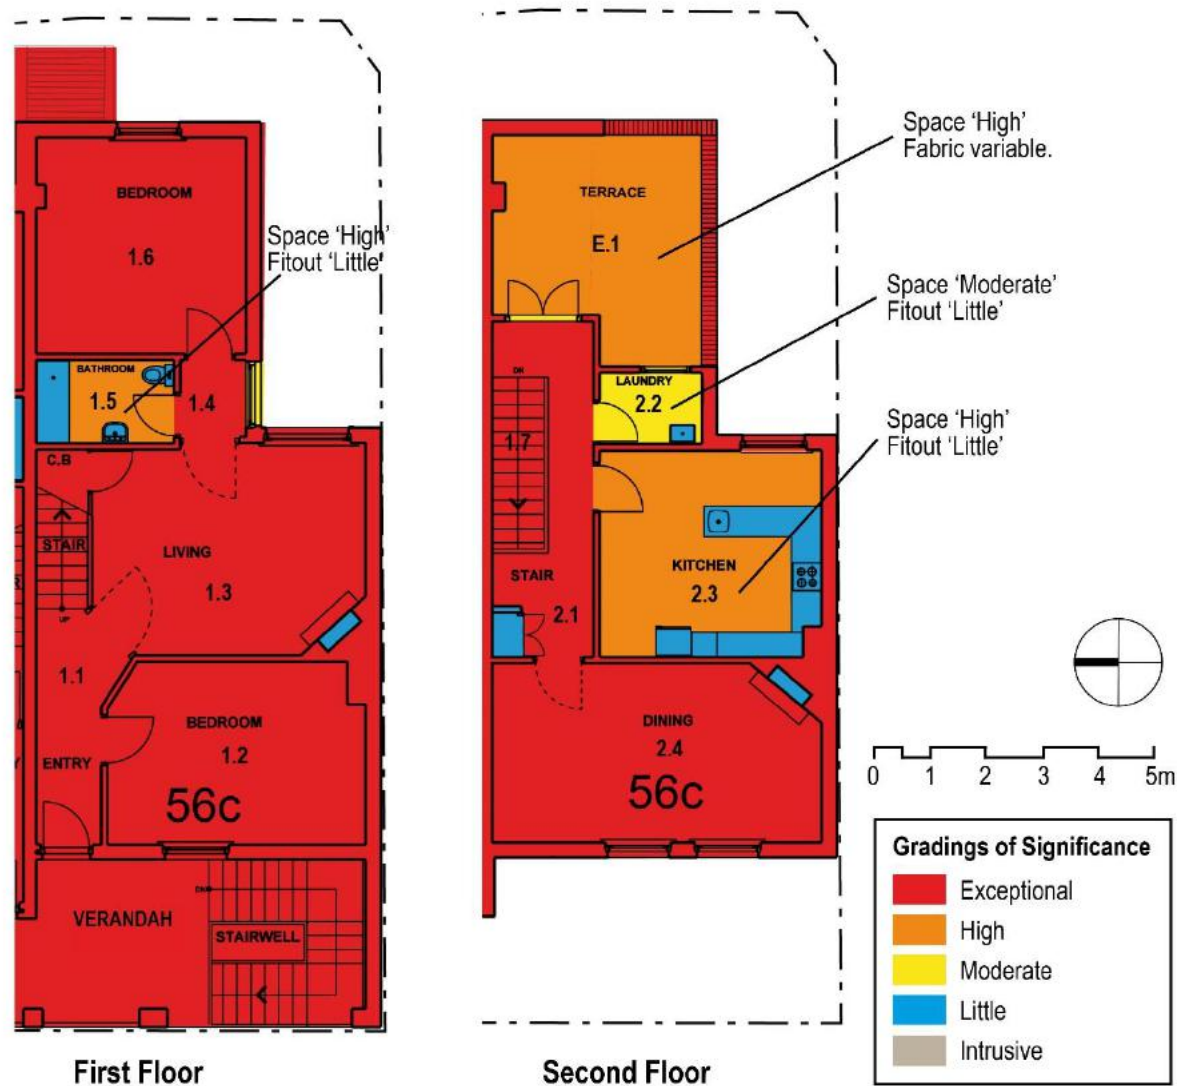 BEDROOM
1.6
Space ‘High’
Fitout ‘Little’
BATHROOM
1.5
1.4
C.B
STAIR
UP
LIVING
1.3
1.1
BEDROOM
1.2
ENTRY
56c
DN
VERANDAH
STAIRWELL
First Floor
TERRACE
E.1
Space ‘High’
Fabric variable.
DN
LAUNDRY
2.2
Space ‘Moderate’
Fitout ‘Little’
1.7
Space ‘High’
Fitout ‘Little’
KITCHEN
2.3
STAIR
2.1
DINING
2.4
56c
Second Floor
0 1 2 3 4 5m
Gradings of Significance
Exceptional
High
Moderate
Little
Intrusive